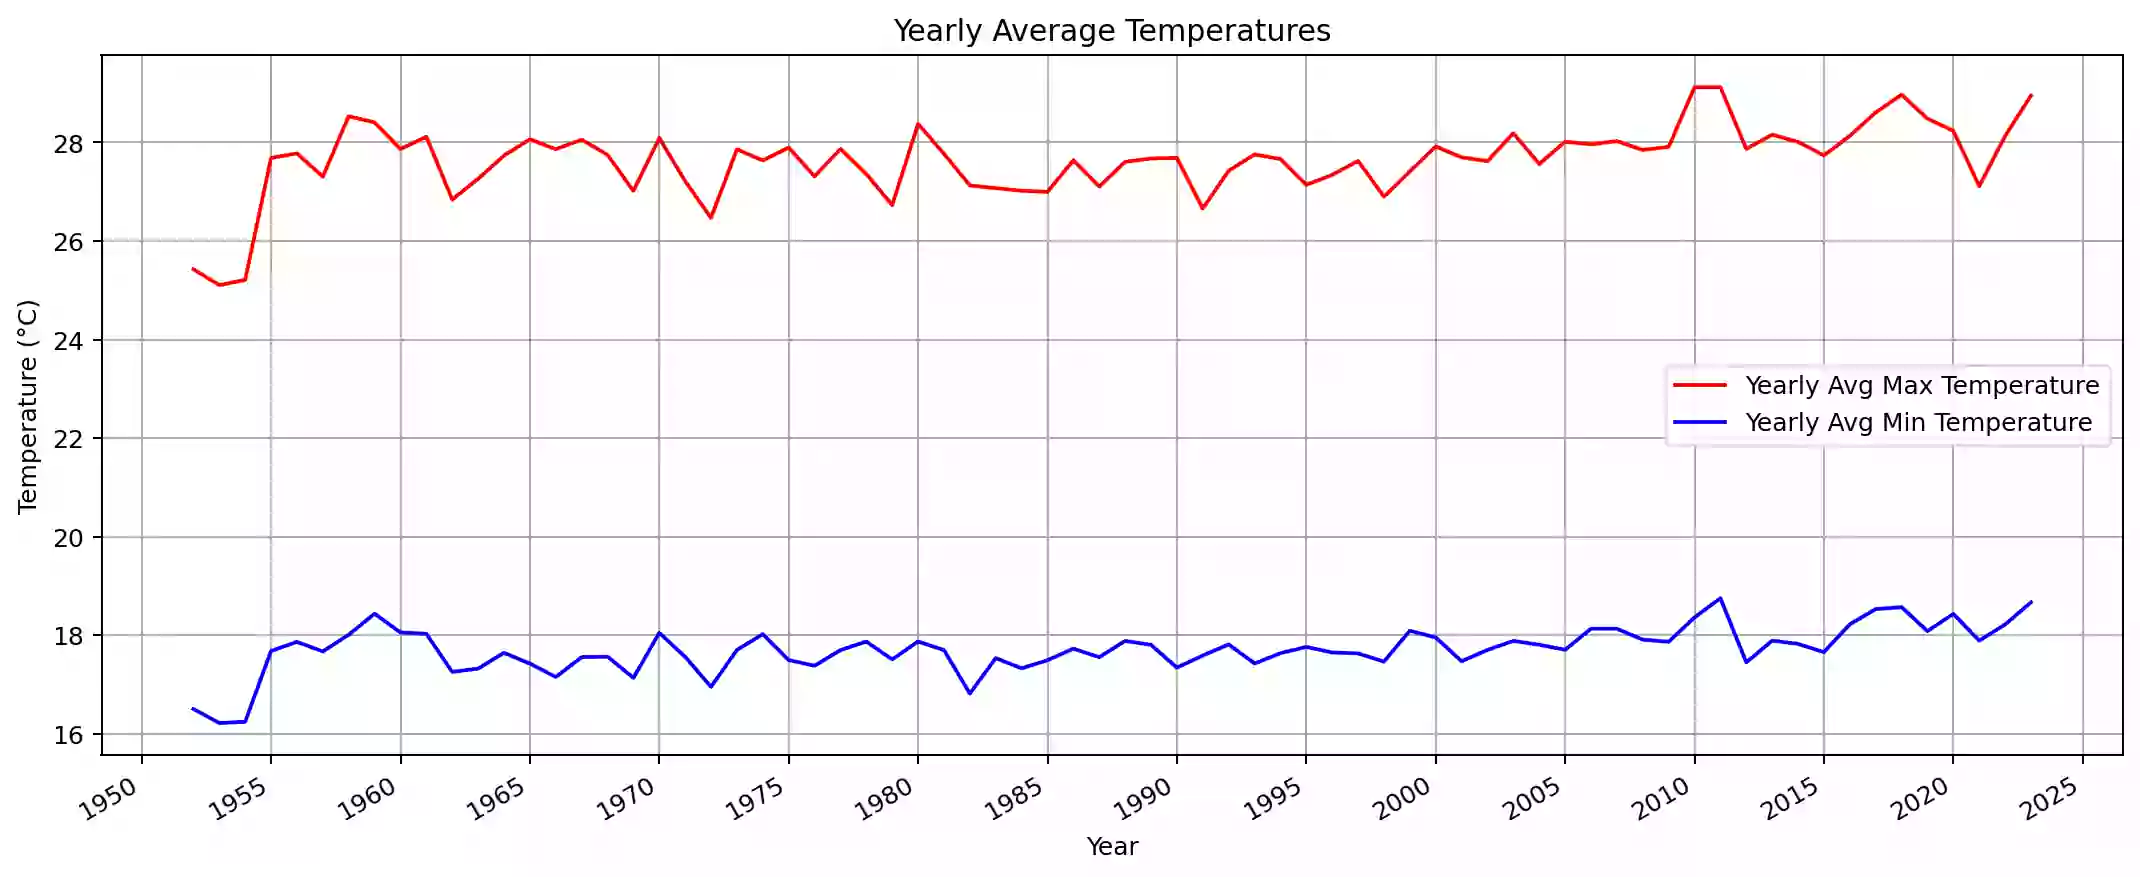 Yearly Average Temperatures
28
26
24
22
20
18
16
Temperature (°C)
Yearly Avg Max Temperature
Yearly Avg Min Temperature
1950 1955 1960 1965 1970 1975 1980 1985 1990 1995 2000 2005 2010 2015 2020 2025
Year